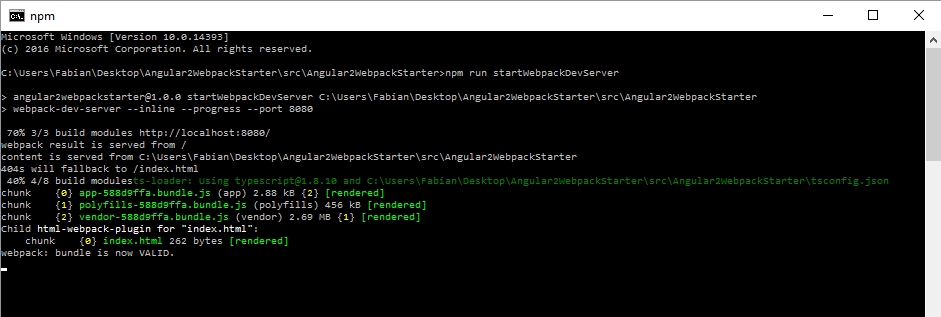 npm
Microsoft Windows [Version 10.0.14393]
(c) 2016 Microsoft Corporation. All rights reserved.
C:\Users\Fabian\Desktop\Angular2WebpackStarter\src\Angular2WebpackStarter>npm run startWebpackDevServer
> angular2webpackstarter@1.0.0 startWebpackDevServer C:\Users\Fabian\Desktop\Angular2WebpackStarter\src\Angular2WebpackStarter
> webpack-dev-server --inline --progress --port 8080
70% 3/3 build modules http://localhost:8080/
webpack result is served from /
content is served from C:\Users\Fabian\Desktop\Angular2WebpackStarter\src\Angular2WebpackStarter
404s will fallback to /index.html
40% 4/8 build modulests-loader: Using typescript@1.8.10 and C:\Users\Fabian\Desktop\Angular2WebpackStarter\src\Angular2WebpackStarter\tsconfig.json
chunk    {0} app-588d9ffa.bundle.js (app) 2.88 kB {2} [rendered]
chunk    {1} polyfills-588d9ffa.bundle.js (polyfills) 456 kB [rendered]
chunk    {2} vendor-588d9ffa.bundle.js (vendor) 2.69 MB {1} [rendered]
Child html-webpack-plugin for "index.html":
    chunk    {0} index.html 262 bytes [rendered]
webpack: bundle is now VALID.